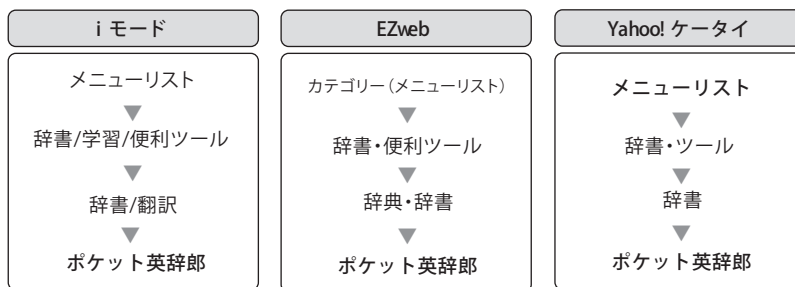 i モード
メニューリスト
▼
辞書/学習/便利ツール
▼
辞書/翻訳
▼
ポケット英辞郎
EZweb
カテゴリー(メニューリスト)
▼
辞書・便利ツール
▼
辞典・辞書
▼
ポケット英辞郎
Yahoo! ケータイ
メニューリスト
▼
辞書・ツール
▼
辞書
▼
ポケット英辞郎